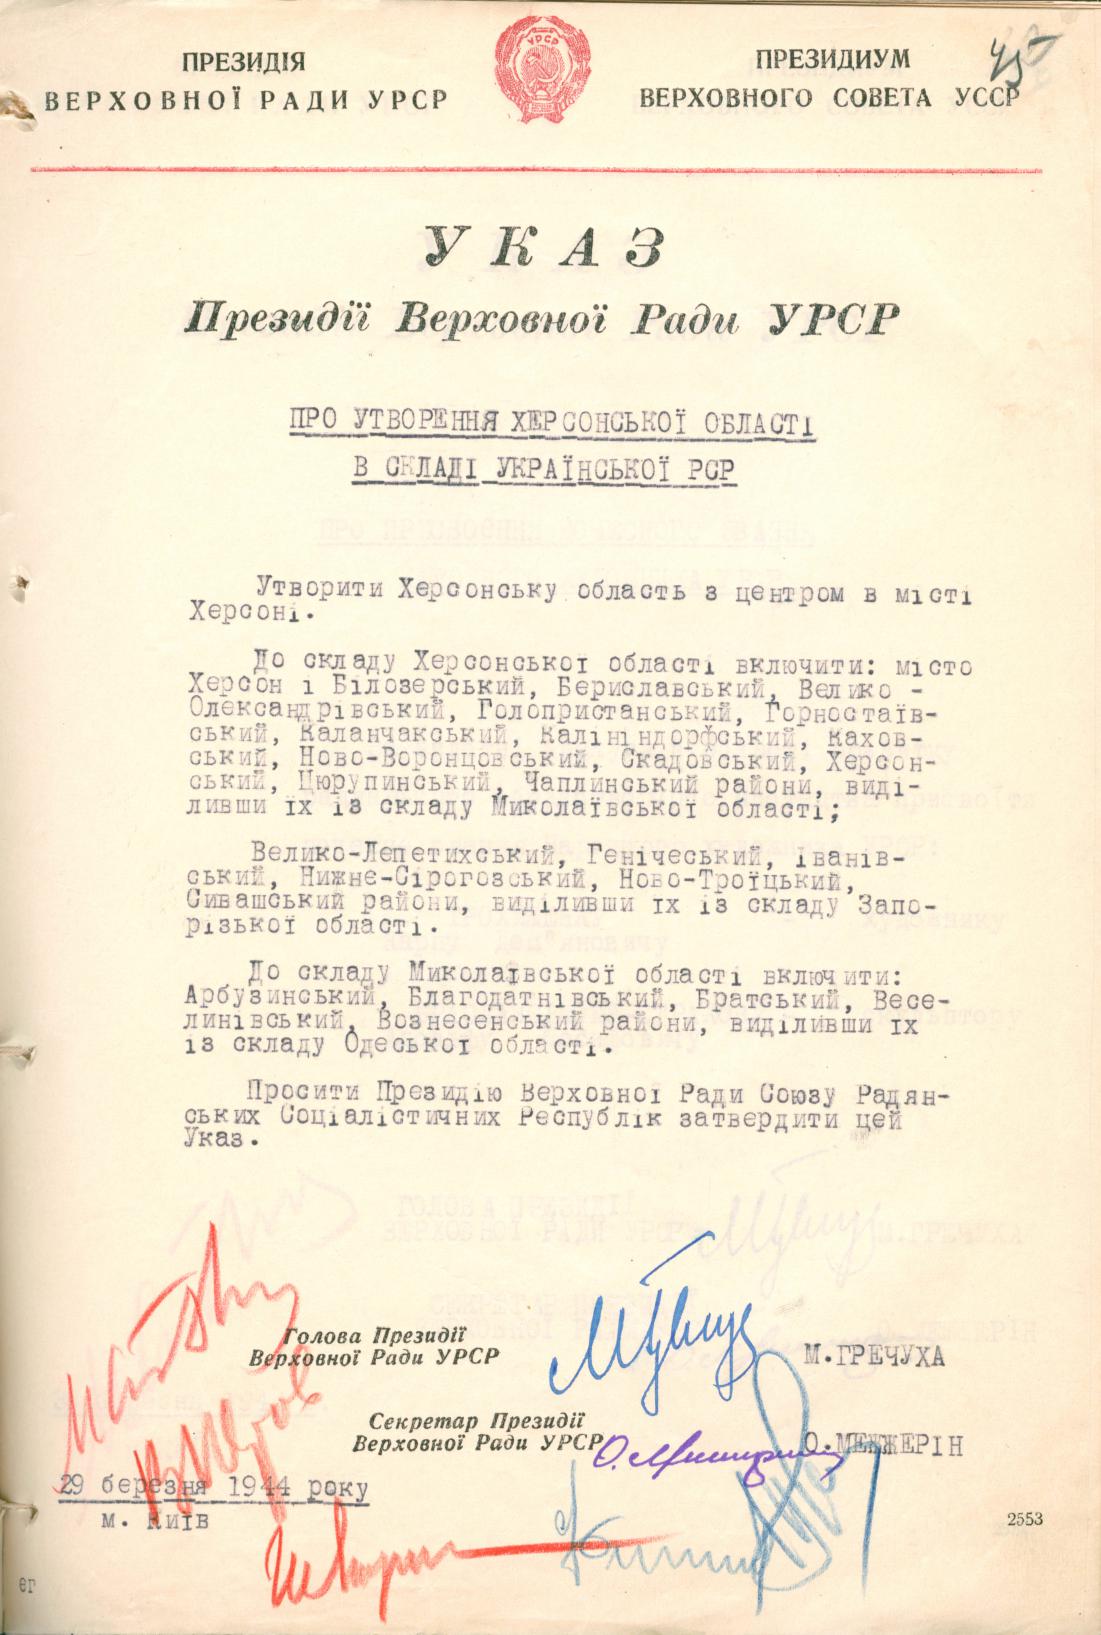 ПРЕЗИДІЯ
ВЕРХОВНОЇ РАДИ УРСР
УРСР
ПРЕЗИДИУМ
ВЕРХОВНОГО СОВЕТА УССР
45
УКАЗ
Президії Верховної Ради УРСР
ПРО УТВОРЕННЯ ХЕРСОНСЬКОЇ ОБЛАСТІ
В СКЛАДІ УКРАЇНСЬКОЇ РСР
Утворити Херсонську область з центром в місті
Херсоні.
До складу Херсонської області включити: місто
Херсон і Білозерський, Бериславський, Велико -
Олександрівський, Голопристанський, Горностаїв-
ський, Каланчакський, Калініндорфський, Кахов-
ський, Ново-Воронцовський, Скадовський, Херсон-
ський, Цюрупинський, Чаплинський райони, виді-
ливши їх із складу Миколаївської області;
Велико-Лепетихський, Генічеський, Іванів-
ський, Нижнє-Сірогозський, Ново-Троїцький,
Сивашський райони, виділивши їх із складу Запо-
різької області.
До складу Миколаївської області включити:
Арбузинський, Благодатнівський, Братський, Весе-
линівський, Вознесенський райони, виділивши їх
із складу Одеської області.
Просити Президію Верховної Ради Союзу Радян-
ських Соціалістичних Республік затвердити цей
Указ.
Голова Президії
Верховної Ради УРСР
М.ГРЕЧУХА
Секретар Президії
Верховної Ради УРСР
О.МЕЖЖЕРІН
29 березня 1944 року
м. Київ
2553
єг